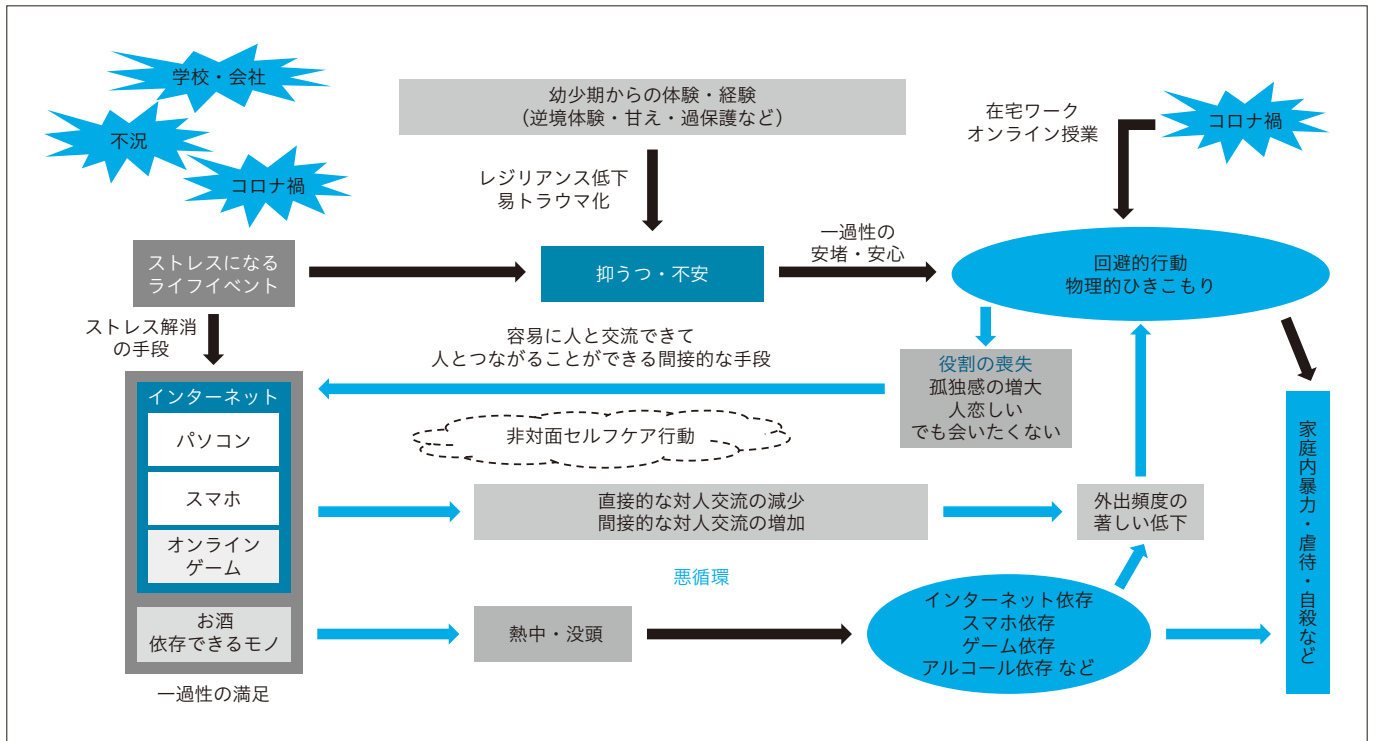 学校・会社
不況
コロナ禍
幼少期からの体験・経験
(逆境体験・甘え・過保護など)
在宅ワーク
オンライン授業
コロナ禍
レジリアンス低下
易トラウマ化
ストレスになる
ライフイベント
抑うつ・不安
一過性の
安堵・安心
回避的行動
物理的ひきこもり
ストレス解消
の手段
容易に人と交流できて
人とつながることができる間接的な手段
役割の喪失
孤独感の増大
人恋しい
でも会いたくない
インターネット
パソコン
スマホ
オンライン
ゲーム
お酒
依存できるモノ
一過性の満足
非対面セルフケア行動
直接的な対人交流の減少
間接的な対人交流の増加
外出頻度の
著しい低下
悪循環
熱中・没頭
インターネット依存
スマホ依存
ゲーム依存
アルコール依存 など
家庭内暴力・虐待・自殺など